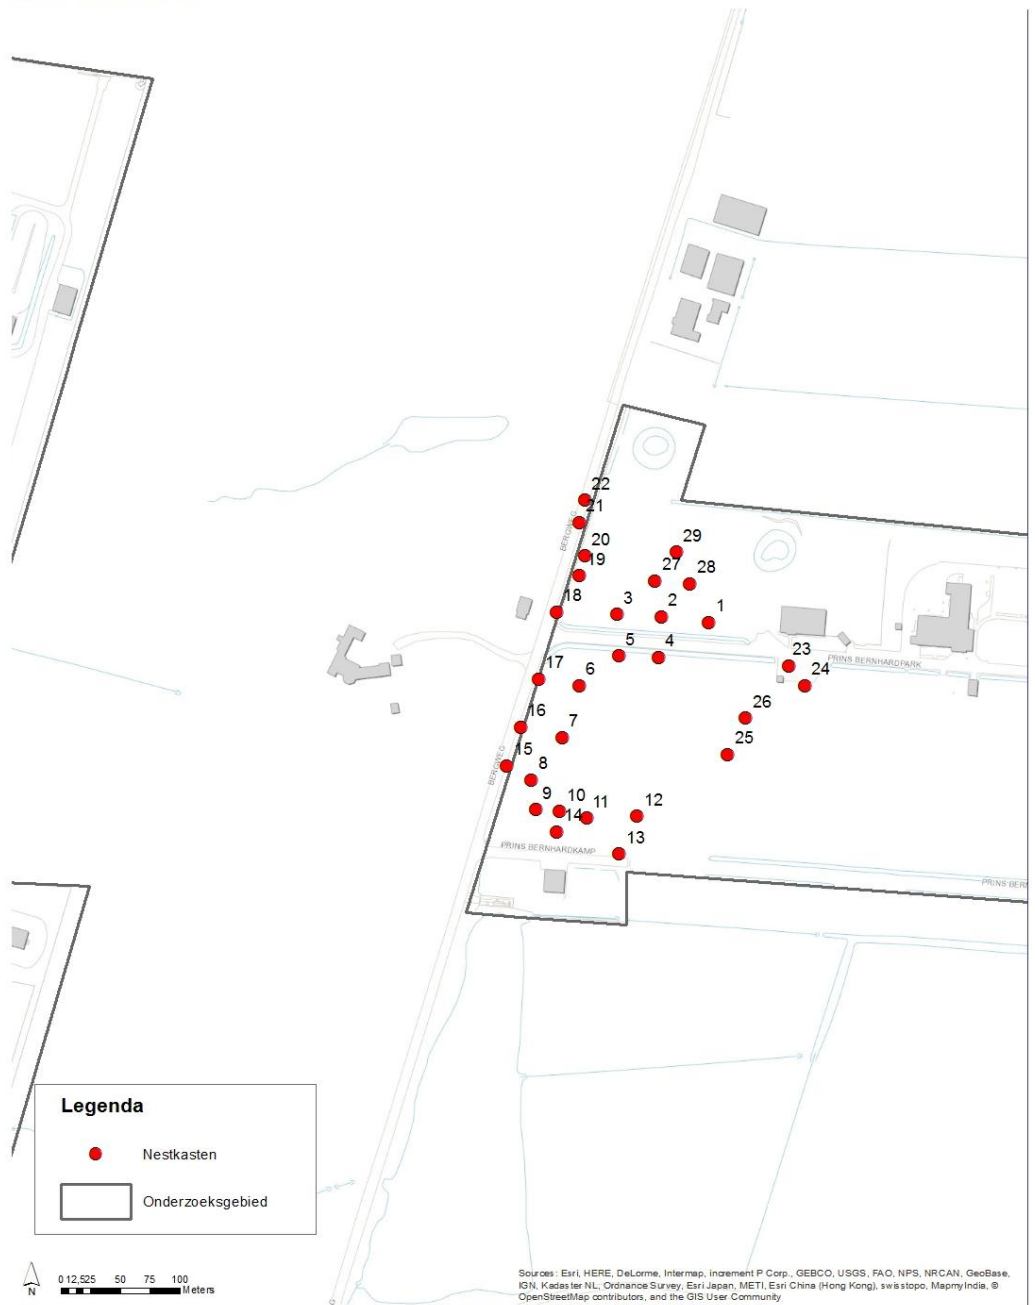 22
21
BERGWEG
20
29
19
27
28
18
3
2
1
5
4
23
PRINS BERNHARDPARK
17
6
24
16
26
7
25
15
BERGWEG
8
9
10
11
12
14
13
PRINS BERNHARDKAMP
PRINS BERN
Legenda
Nestkasten
Onderzoeksgebied
N
0 12,525 50 75 100
Meters
Sources: Esri, HERE, DeLorme, Intermap, increment P Corp., GEBCO, USGS, FAO, NPS, NRCAN, GeoBase,
IGN, Kadaster NL, Ordnance Survey, Esri Japan, METI, Esri China (Hong Kong), swisstopo, MapmyIndia, ©
OpenStreetMap contributors, and the GIS User Community